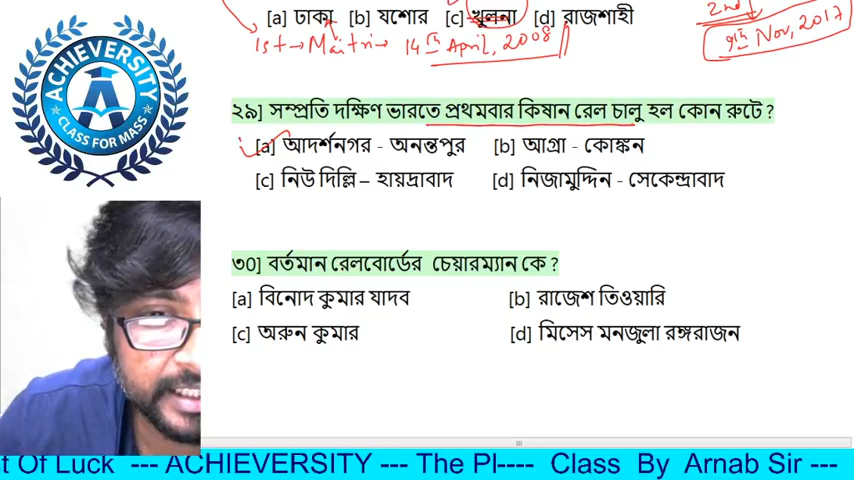 [a] ঢাকা [b] যশোর [c] খুলনা [d] রাজশাহী
2nd
1st → Maitri → 14th April, 2008
9th Nov, 2017
ACHIEVERSITY
CLASS FOR MASS
২৯] সম্প্রতি দক্ষিণ ভারতে প্রথমবার কিষান রেল চালু হল কোন রুটে ?
[a] আদর্শনগর - অনন্তপুর [b] আগ্রা - কোঙ্কন
[c] নিউ দিল্লি – হায়দ্রাবাদ [d] নিজামুদ্দিন - সেকেন্দ্রাবাদ
৩0] বর্তমান রেলবোর্ডের চেয়ারম্যান কে ?
[a] বিনোদ কুমার যাদব [b] রাজেশ তিওয়ারি
[c] অরুন কুমার [d] মিসেস মনজুলা রঙ্গরাজন
st Of Luck --- ACHIEVERSITY --- The Pl---- Class By Arnab Sir ---